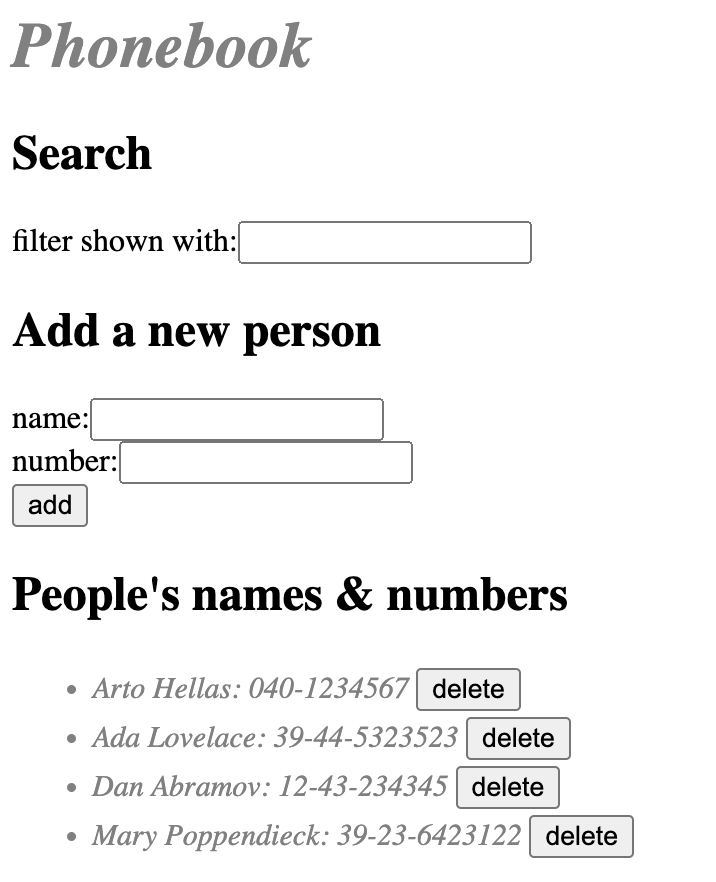 Phonebook
Search
filter shown with:
Add a new person
name:
number:
add
People's names & numbers
• Arto Hellas: 040-1234567 delete
• Ada Lovelace: 39-44-5323523 delete
• Dan Abramov: 12-43-234345 delete
• Mary Poppendieck: 39-23-6423122 delete